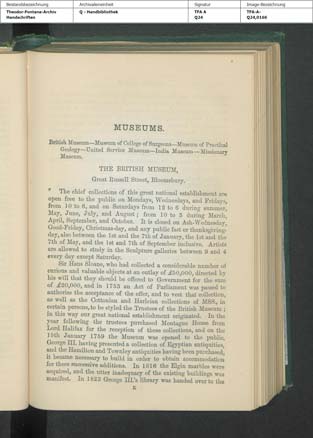 Bestandsbezeichnung Archivalieneinheit Signatur Image-Bezeichnung
Theodor-Fontane-Archiv Q - Handbibliothek TFA A TFA-A-
Handschriften QJ4 QJ4,0166
MUSEUMS.
British Museum—Museum of College of Surgeons—Museum of Practical
Geology—United Service Museum—India Museum—Missionary
Museum.
THE BRITISH MUSEUM,
Great Russell Street, Bloomsbury.
* The chief collections of this great national establishment are
open free to the public on Mondays, Wednesdays, and Fridays,
from 10 to 6, and on Saturdays from 12 to 6 during summer,
May, June, July, and August; from 10 to 5 during March,
April, September, and October. It is closed on Ash-Wednesday,
Good-Friday, Christmas-day, and any public fast or thanksgiving-
day, also between the 1st and the 7th of January, the 1st and the
7th of May, and the 1st and 7th of September inclusive. Artists
are allowed to study in the Sculpture galleries between 9 and 4
every day except Saturday.
Sir Hans Sloane, who had collected a considerable number of
curious and valuable objects at an outlay of £50,000, directed by
his will that they should be offered to Government for the sum
of £20,000, and in 1753 an Act of Parliament was passed to
authorise the acceptance of the offer, and to vest that collection,
as well as the Cottonian and Harleian collections of MSS., in
certain persons, to be styled the Trustees of the British Museum;
in this way our great national establishment originated. In the
year following the trustees purchased Montague House from
Lord Halifax for the reception of these collections, and on the
15th January 1759 the Museum was opened to the public,
George III. having presented a collection of Egyptian antiquities,
and the Hamilton and Townley antiquities having been purchased,
it became necessary to build in order to obtain accommodation
for these successive additions. In 1816 the Elgin marbles were
acquired, and the utter inadequacy of the existing buildings was
manifest. In 1823 George III.'s library was handed over to the